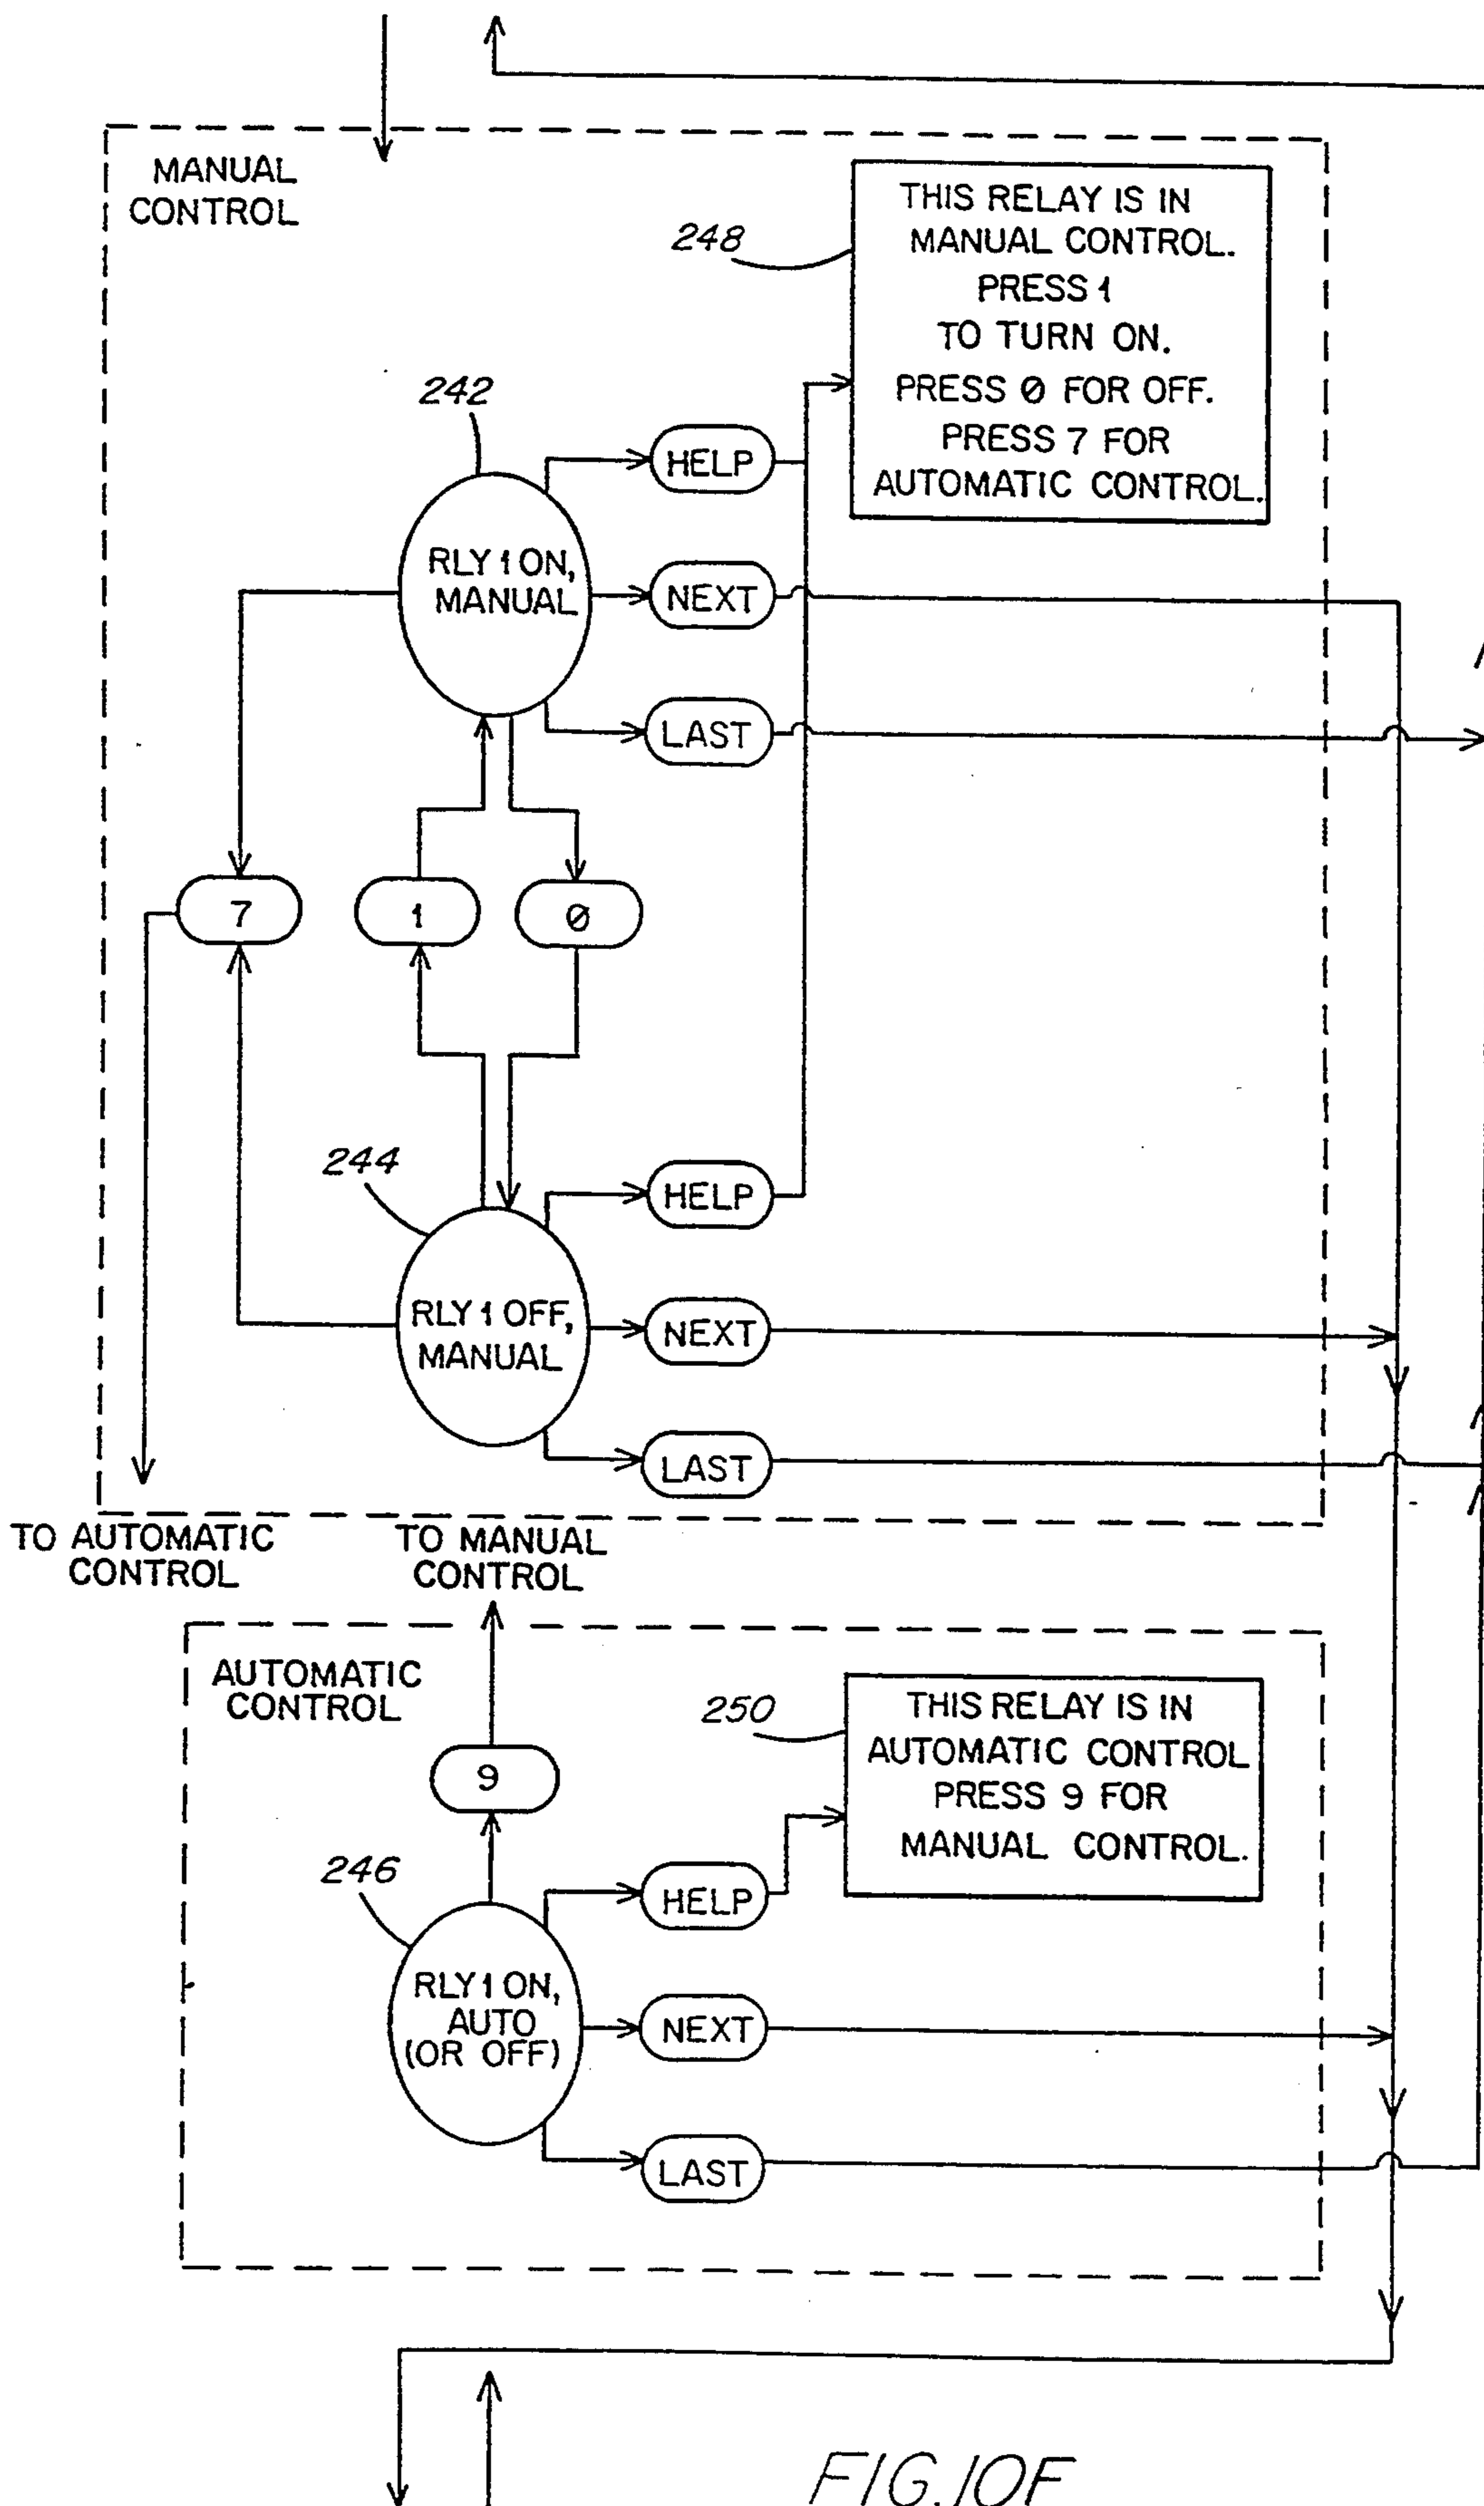 MANUAL
CONTROL
248
THIS RELAY IS IN
MANUAL CONTROL.
PRESS 1
TO TURN ON.
PRESS 0 FOR OFF.
PRESS 7 FOR
AUTOMATIC CONTROL.
242
HELP
RLY 1 ON,
MANUAL
NEXT
LAST
7
1
0
244
HELP
RLY 1 OFF,
MANUAL
NEXT
LAST
TO AUTOMATIC
CONTROL
TO MANUAL
CONTROL
AUTOMATIC
CONTROL
250
THIS RELAY IS IN
AUTOMATIC CONTROL
PRESS 9 FOR
MANUAL CONTROL.
9
246
HELP
RLY 1 ON,
AUTO
(OR OFF)
NEXT
LAST
FIG. 10F